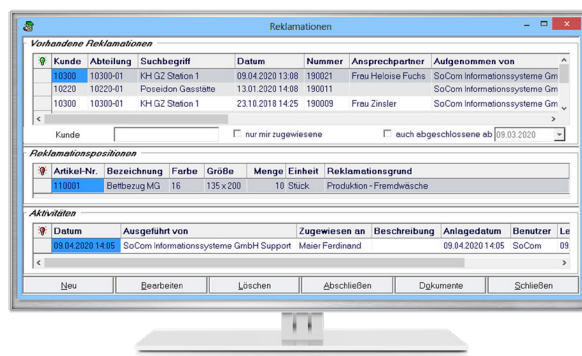 Reklamationen
Vorhandene Reklamationen
Kunde Abteilung Suchbegriff Datum Nummer Ansprechpartner Aufgenommen von
10300 10300-01 KH GZ Station 1 09.04.2020 13:08 190021 Frau Heloise Fuchs SoCom Informationssysteme Gm
10220 10220-01 Poseidon Gasstätte 13.01.2020 14:08 190011 SoCom Informationssysteme Gm
10300 10300-01 KH GZ Station 1 23.10.2018 14:25 190009 Frau Zinsler SoCom Informationssysteme Gm
Kunde nur mir zugewiesene auch abgeschlossene ab 09.03.2020
Reklamationspositionen
Artikel-Nr. Bezeichnung Farbe Größe Menge Einheit Reklamationsgrund
110001 Bettbezug MG 16 135 x 200 10 Stück Produktion - Fremdwäsche
Aktivitäten
Datum Ausgeführt von Zugewiesen an Beschreibung Anlagedatum Benutzer Le
09.04.2020 14:05 SoCom Informationssysteme GmbH Support Maier Ferdinand 09.04.2020 14:05 SoCom 09
Neu Bearbeiten Löschen Abschließen Dokumente Schließen